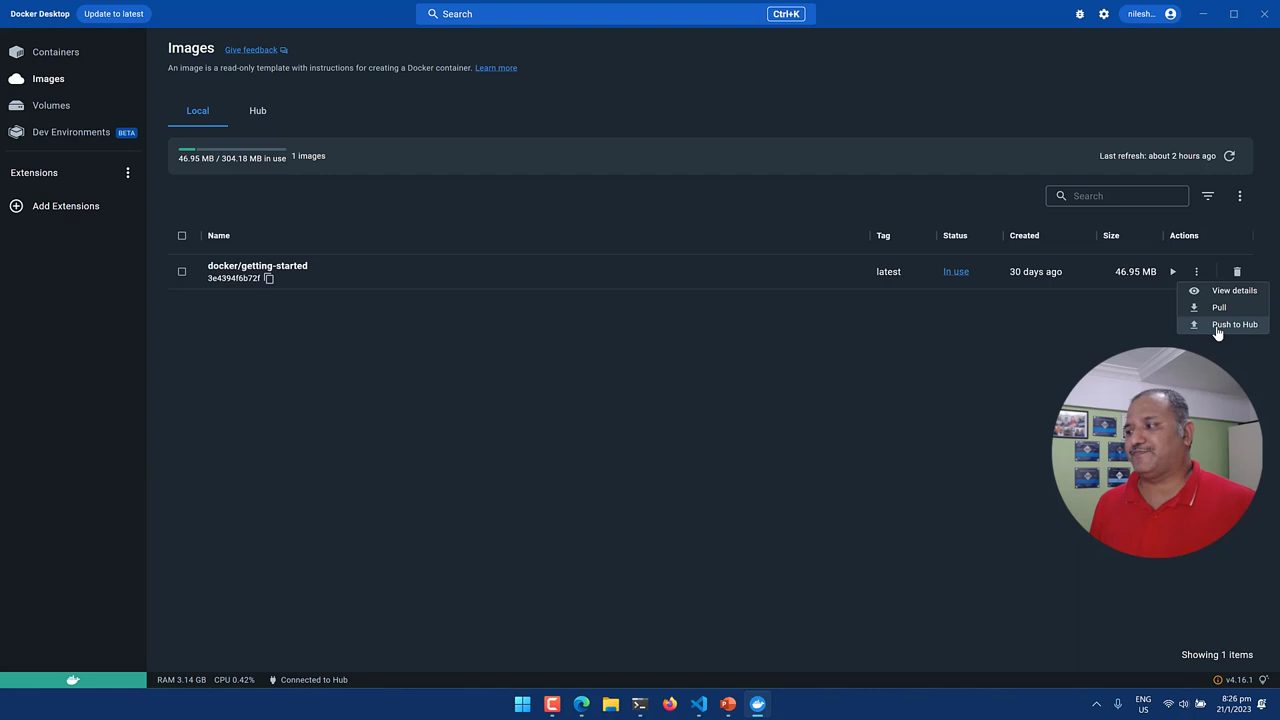 Docker Desktop
Update to latest
Search
Ctrl+K
nilesh...
Containers
Images
Volumes
Dev Environments
BETA
Extensions
Add Extensions
Images
Give feedback
An image is a read-only template with instructions for creating a Docker container. Learn more
Local
Hub
46.95 MB / 304.18 MB in use
1 images
Last refresh: about 2 hours ago
Search
Name
Tag
Status
Created
Size
Actions
docker/getting-started
3e4394f6b72f
latest
In use
30 days ago
46.95 MB
View details
Pull
Push to Hub
Showing 1 items
RAM 3.14 GB
CPU 0.42%
Connected to Hub
v4.16.1
ENG
US
8:26 pm
21/1/2023